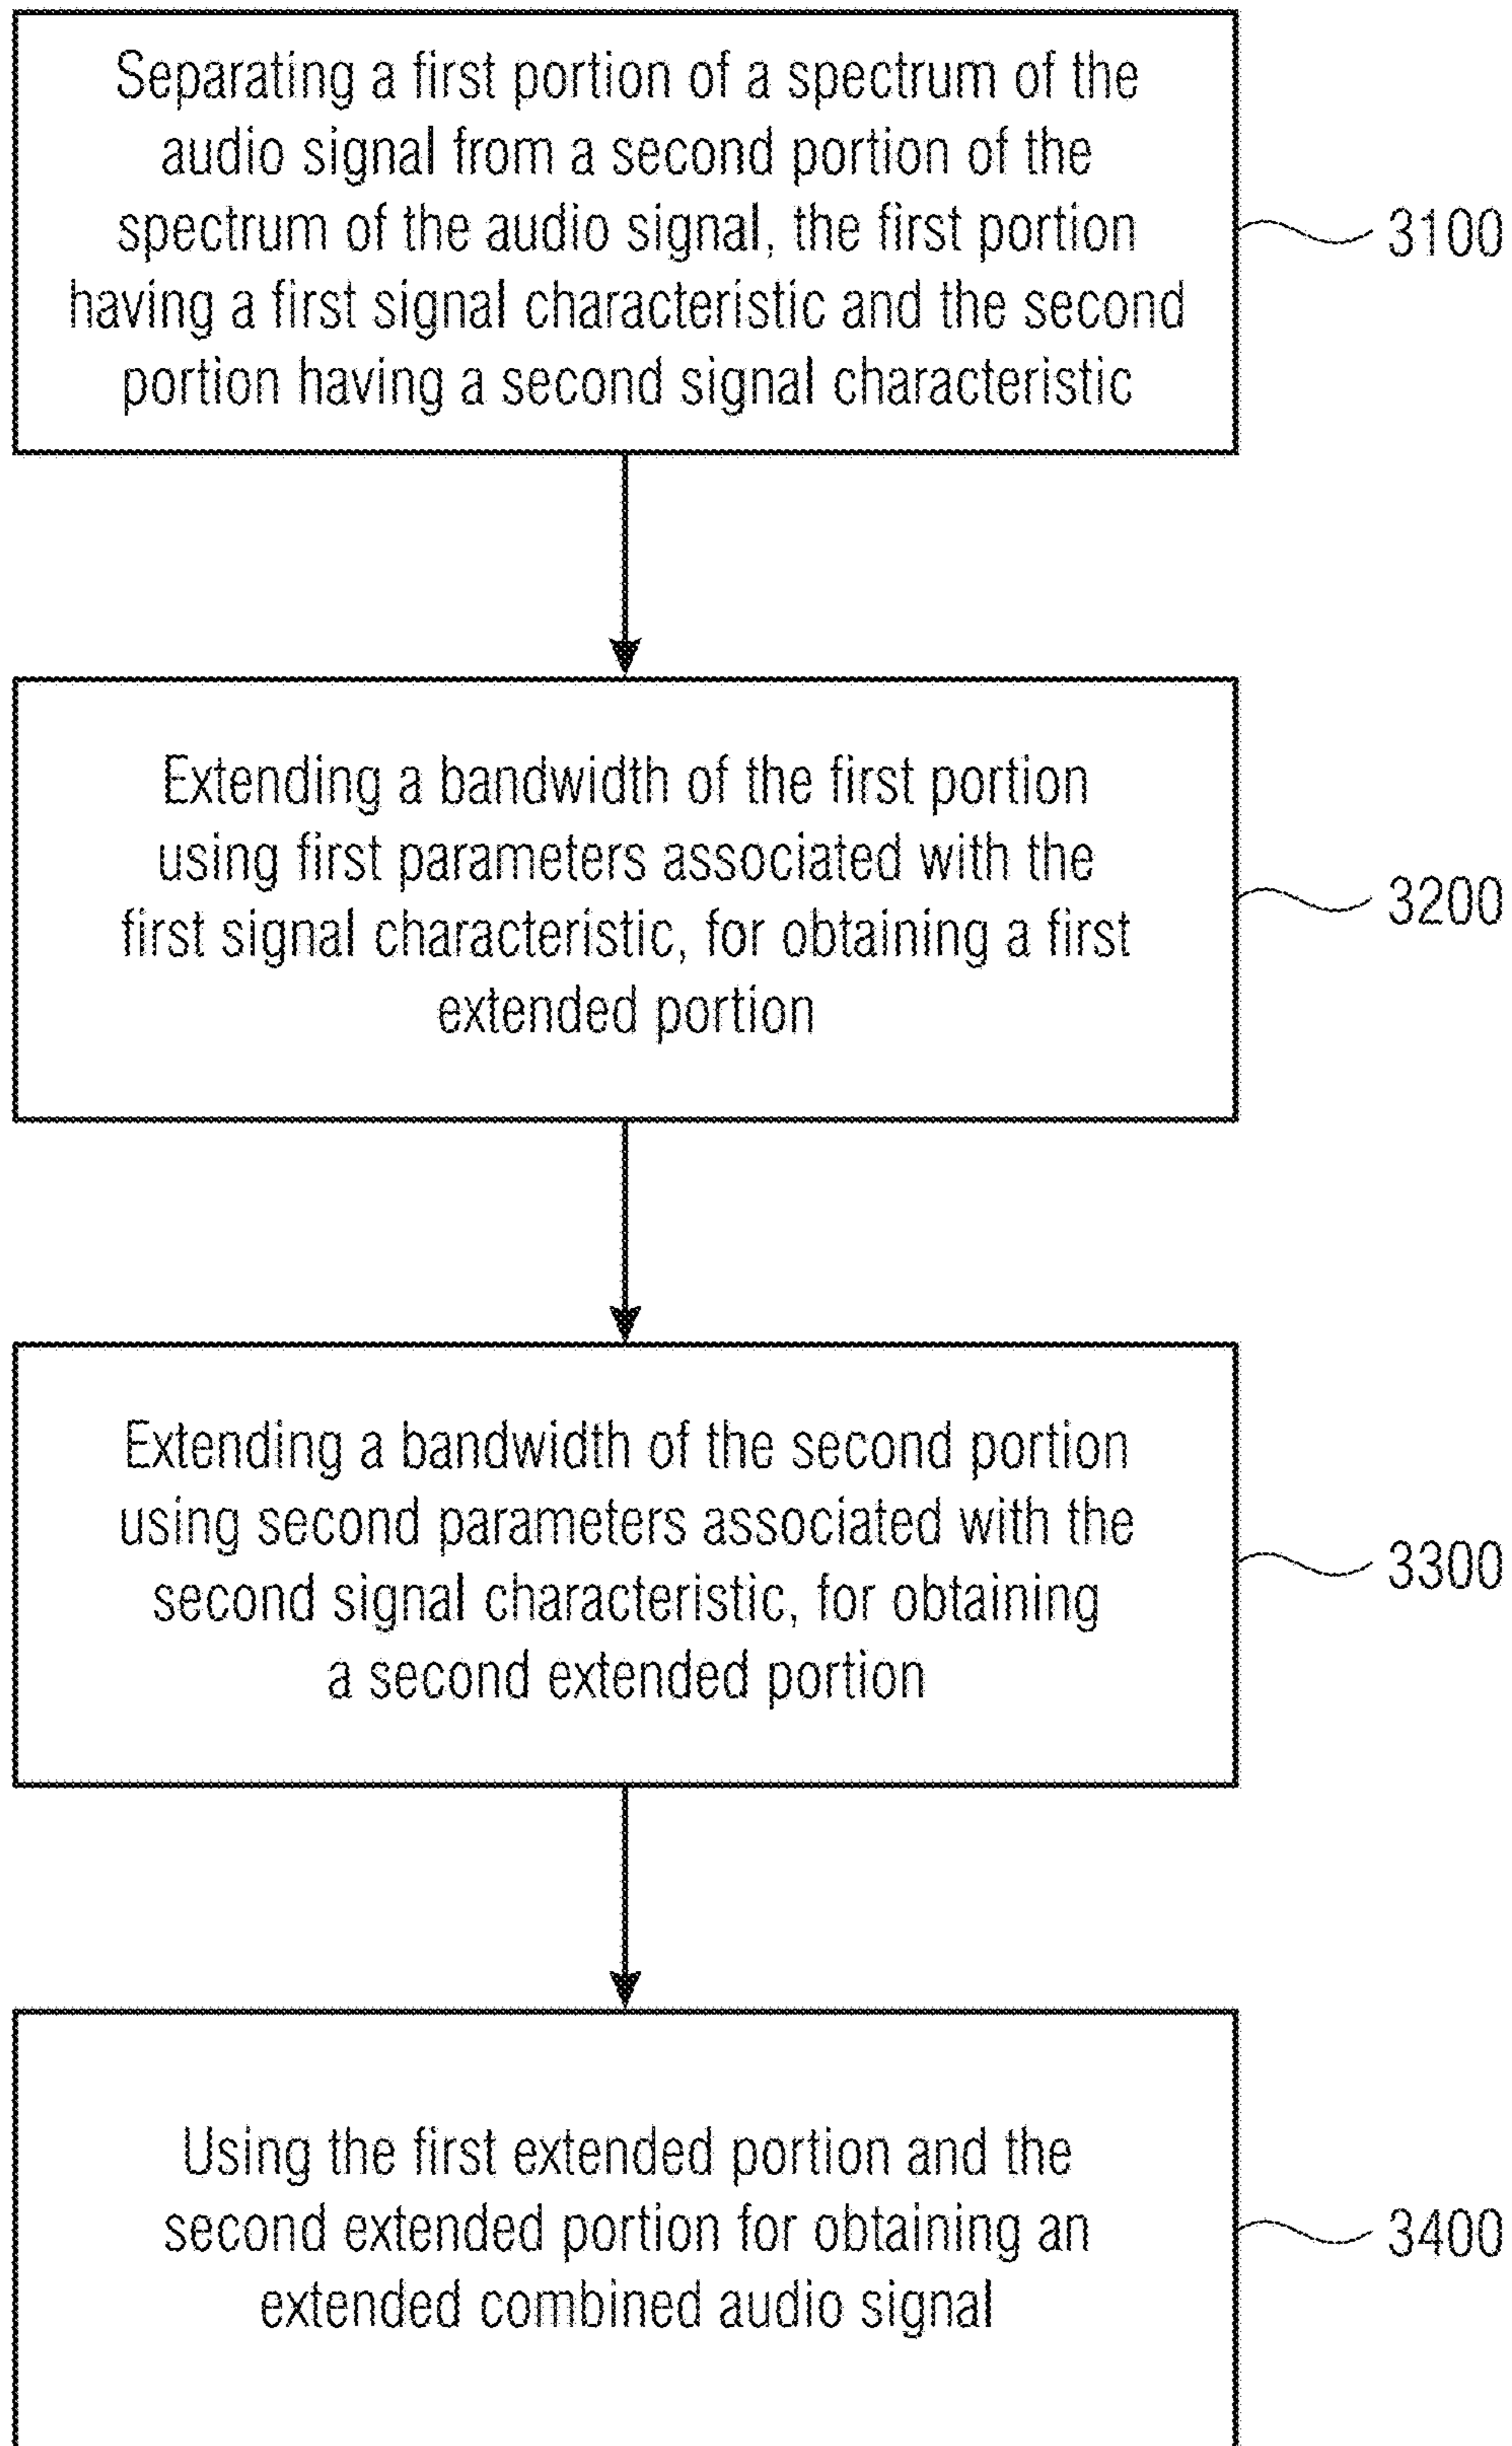 Separating a first portion of a spectrum of the
audio signal from a second portion of the
spectrum of the audio signal, the first portion
having a first signal characteristic and the second
portion having a second signal characteristic
3100
Extending a bandwidth of the first portion
using first parameters associated with the
first signal characteristic, for obtaining a first
extended portion
3200
Extending a bandwidth of the second portion
using second parameters associated with the
second signal characteristic, for obtaining
a second extended portion
3300
Using the first extended portion and the
second extended portion for obtaining an
extended combined audio signal
3400